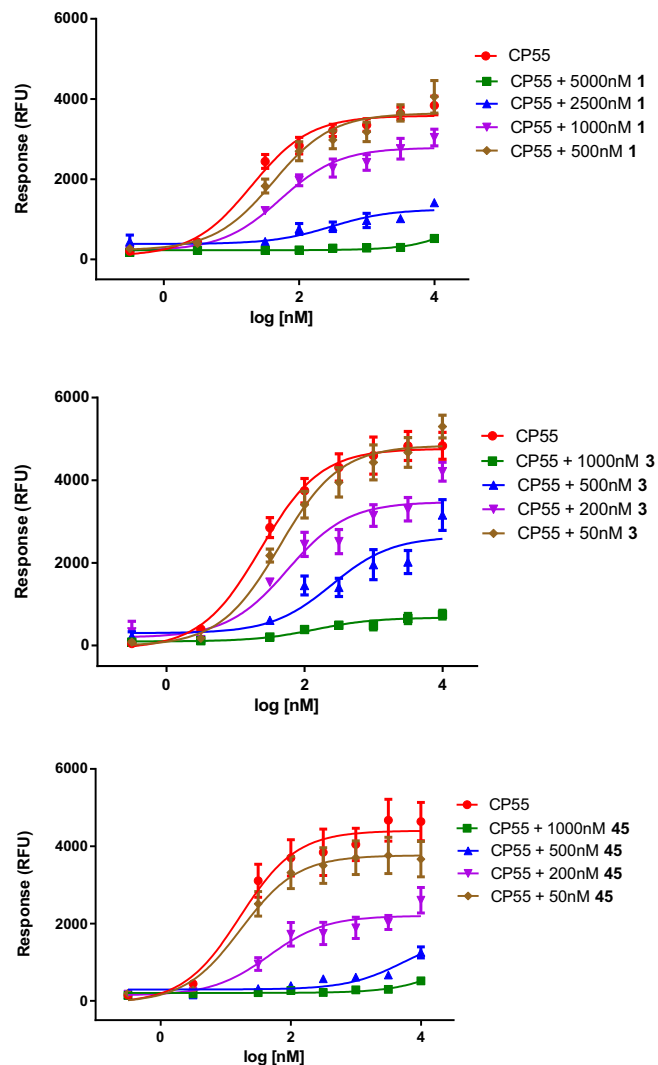 6000
4000
2000
0
Response (RFU)
0
2
4
log [nM]
CP55
CP55 + 5000nM 1
CP55 + 2500nM 1
CP55 + 1000nM 1
CP55 + 500nM 1
6000
4000
2000
0
Response (RFU)
0
2
4
log [nM]
CP55
CP55 + 1000nM 3
CP55 + 500nM 3
CP55 + 200nM 3
CP55 + 50nM 3
6000
4000
2000
0
Response (RFU)
0
2
4
log [nM]
CP55
CP55 + 1000nM 45
CP55 + 500nM 45
CP55 + 200nM 45
CP55 + 50nM 45